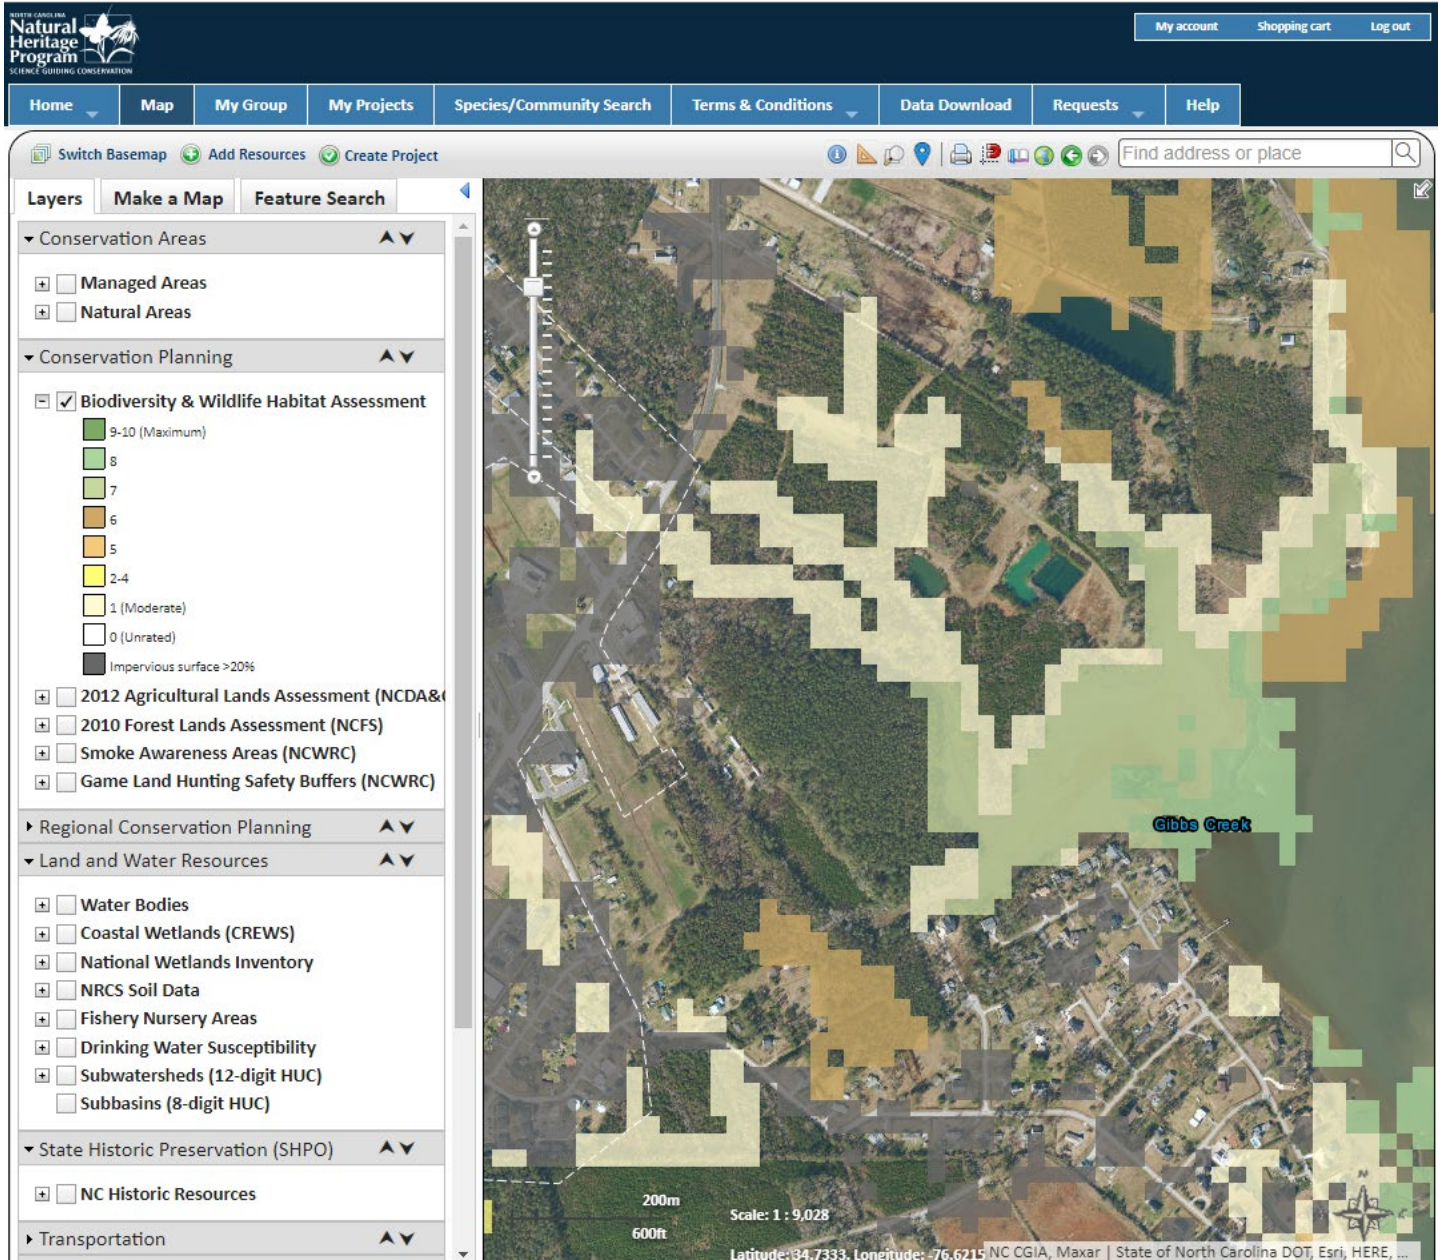 NORTH CAROLINA
Natural
Heritage
Program
SCIENCE GUIDING CONSERVATION
My account Shopping cart Log out
Home Map My Group My Projects Species/Community Search Terms & Conditions Data Download Requests Help
Switch Basemap Add Resources Create Project Find address or place
Layers Make a Map Feature Search
Conservation Areas
Managed Areas
Natural Areas
Conservation Planning
Biodiversity & Wildlife Habitat Assessment
9-10 (Maximum)
8
7
6
5
2-4
1 (Moderate)
0 (Unrated)
Impervious surface >20%
2012 Agricultural Lands Assessment (NCDA&C
2010 Forest Lands Assessment (NCFS)
Smoke Awareness Areas (NCWRC)
Game Land Hunting Safety Buffers (NCWRC)
Regional Conservation Planning
Land and Water Resources
Water Bodies
Coastal Wetlands (CREWS)
National Wetlands Inventory
NRCS Soil Data
Fishery Nursery Areas
Drinking Water Susceptibility
Subwatersheds (12-digit HUC)
Subbasins (8-digit HUC)
State Historic Preservation (SHPO)
NC Historic Resources
Transportation
Gibbs Creek
N
200m
600ft
Scale: 1 : 9,028
Latitude: 34.7333, Longitude: -76.6215
NC CGIA, Maxar | State of North Carolina DOT, Esri, HERE, ...